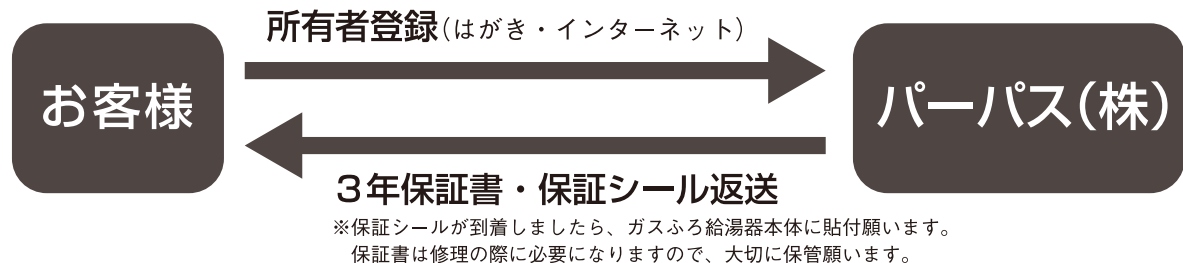 所有者登録(はがき・インターネット)
お客様
パーパス(株)
３年保証書・保証シール返送
※保証シールが到着しましたら、ガスふろ給湯器本体に貼付願います。
保証書は修理の際に必要になりますので、大切に保管願います。